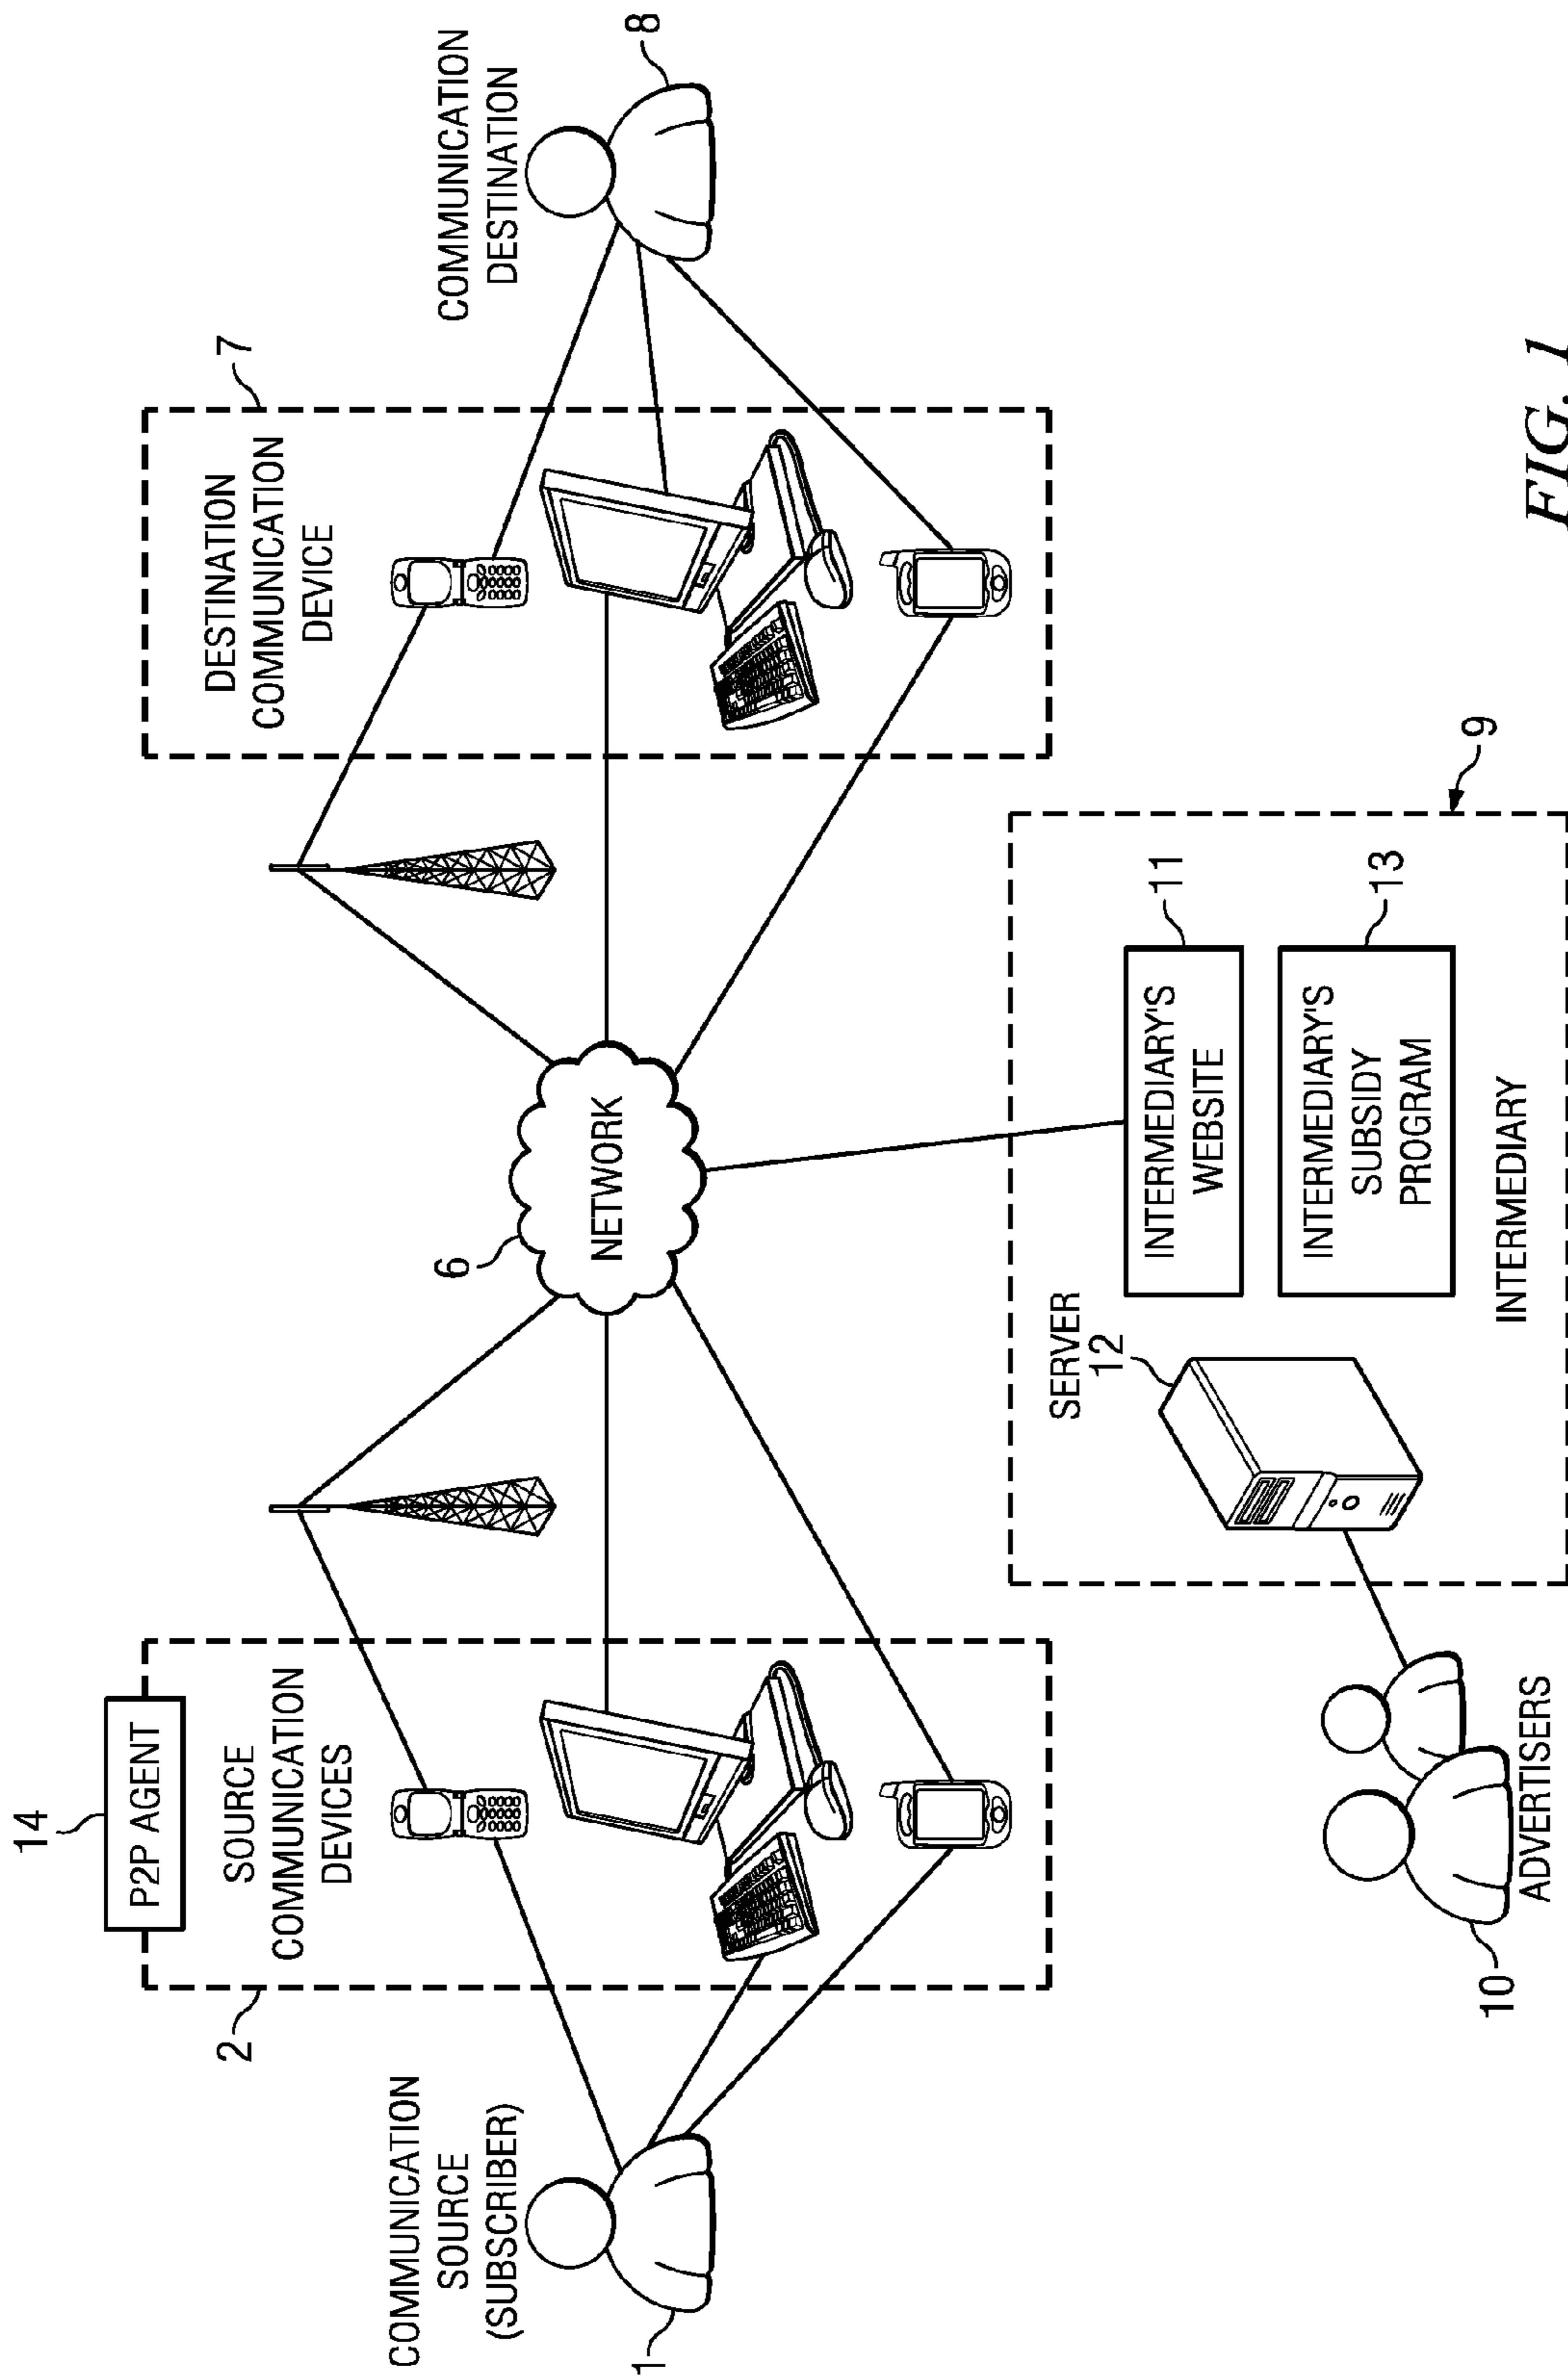 14
P2P AGENT
2
SOURCE
COMMUNICATION
DEVICES
COMMUNICATION
SOURCE
(SUBSCRIBER)
1
6
NETWORK
DESTINATION
COMMUNICATION
DEVICE
7
COMMUNICATION
DESTINATION
8
SERVER
12
INTERMEDIARY'S
WEBSITE
11
INTERMEDIARY'S
SUBSIDY
PROGRAM
13
INTERMEDIARY
9
10
ADVERTISERS
FIG. 1